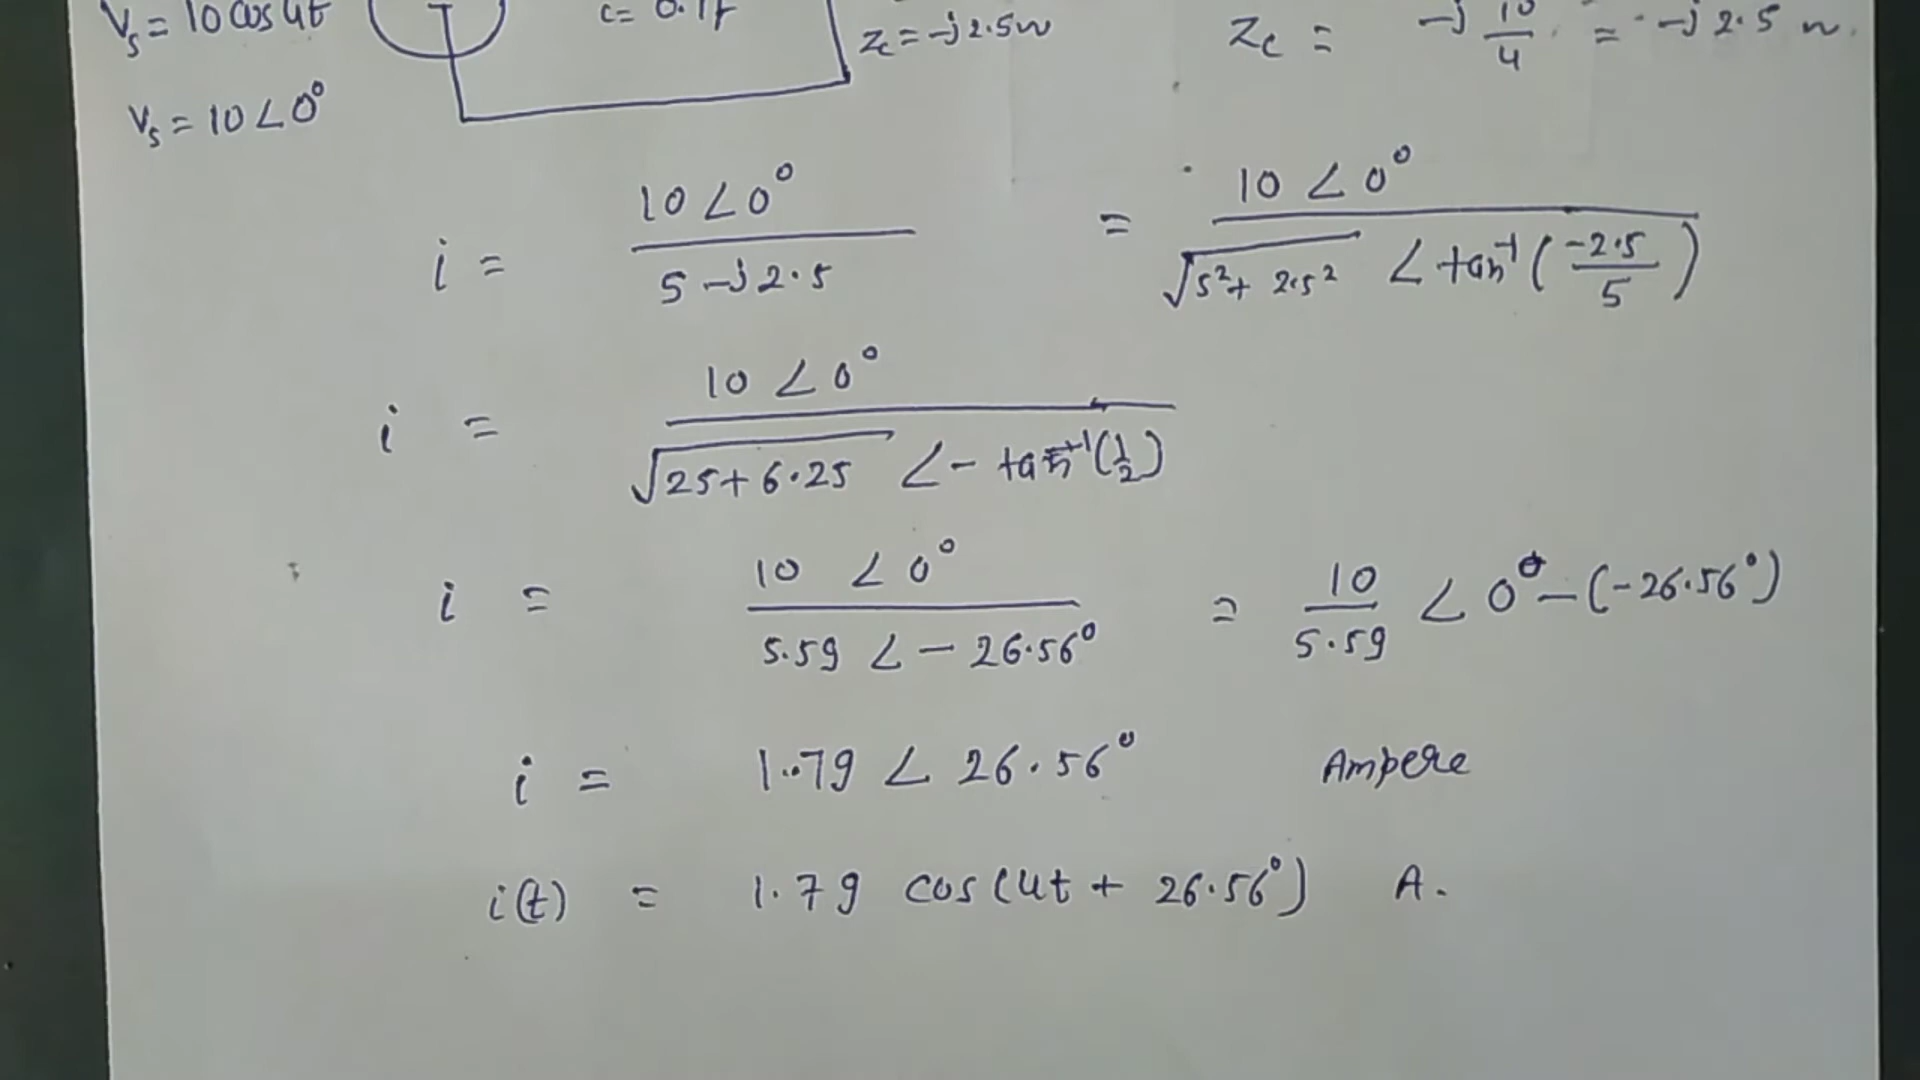 Vs = 10 cos 4t
c = 0.1f
Zc = -j2.5w
Zc = -j 10/4 = -j 2.5 w.
Vs = 10∠0°
i = 10∠0° / 5-j2.5 = 10∠0° / √5²+2.5² ∠tan⁻¹(-2.5/5)
i = 10∠0° / √25+6.25 ∠-tan⁻¹(1/2)
i = 10∠0° / 5.59∠-26.56° = 10/5.59 ∠0°-(-26.56°)
i = 1.79∠26.56° Ampere
i(t) = 1.79 cos(4t + 26.56°) A.